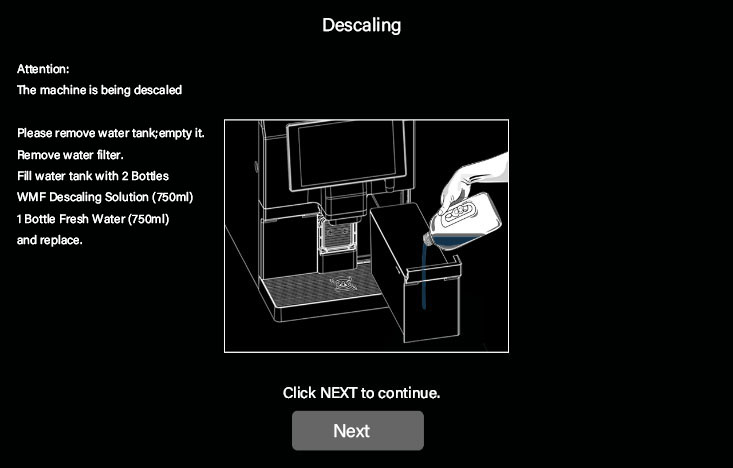 Descaling
Attention:
The machine is being descaled
Please remove water tank;empty it.
Remove water filter.
Fill water tank with 2 Bottles
WMF Descaling Solution (750ml)
1 Bottle Fresh Water (750ml)
and replace.
Click NEXT to continue.
Next